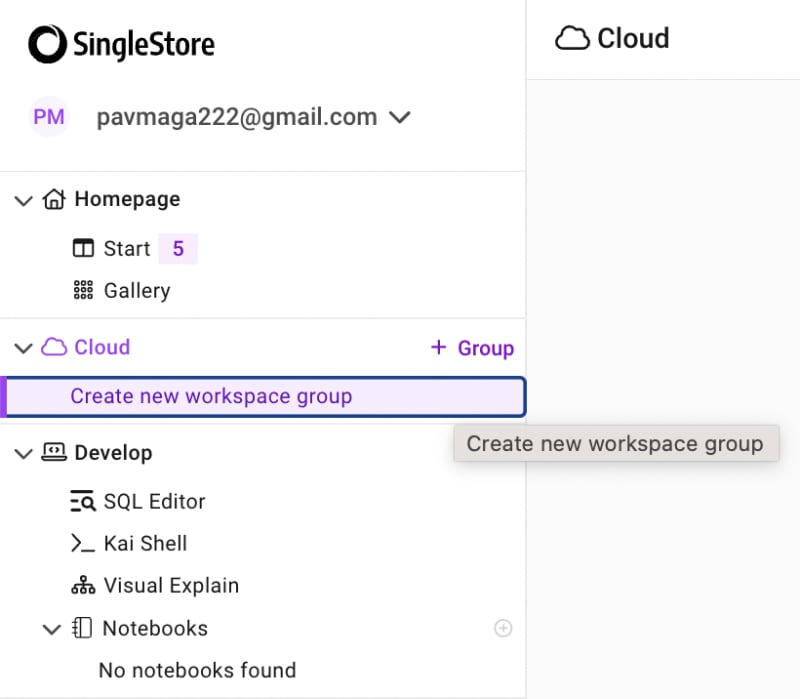 SingleStore
Cloud
PM pavmaga222@gmail.com
Homepage
Start 5
Gallery
Cloud + Group
Create new workspace group
Create new workspace group
Develop
SQL Editor
Kai Shell
Visual Explain
Notebooks
No notebooks found